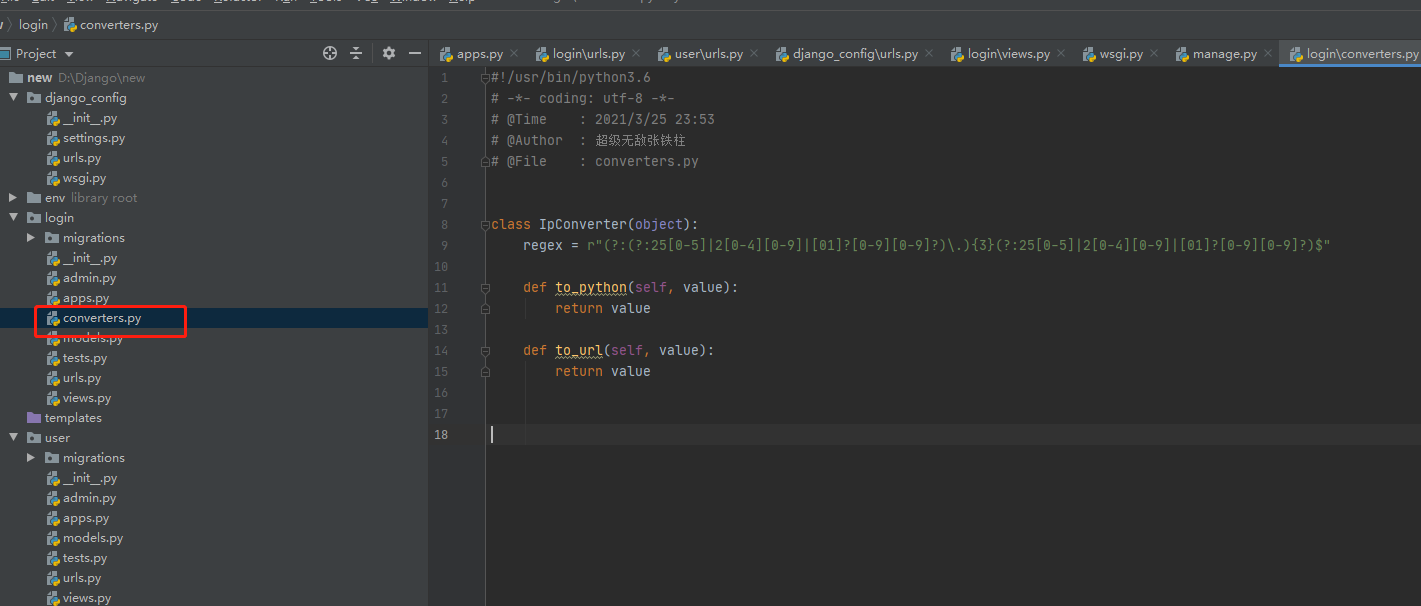 login
converters.py
Project
apps.py
login\urls.py
user\urls.py
django_config\urls.py
login\views.py
wsgi.py
manage.py
login\converters.py
new D:\Django\new
django_config
__init__.py
settings.py
urls.py
wsgi.py
env library root
login
migrations
__init__.py
admin.py
apps.py
converters.py
models.py
tests.py
urls.py
views.py
templates
user
migrations
__init__.py
admin.py
apps.py
models.py
tests.py
urls.py
views.py
1 #!/usr/bin/python3.6
2 # -*- coding: utf-8 -*-
3 # @Time    : 2021/3/25 23:53
4 # @Author  : 超级无敌张铁柱
5 # @File    : converters.py
6
7
8 class IpConverter(object):
9     regex = r"(?:(?:25[0-5]|2[0-4][0-9]|[01]?[0-9][0-9]?)\.){3}(?:25[0-5]|2[0-4][0-9]|[01]?[0-9][0-9]?)$"
10
11     def to_python(self, value):
12         return value
13
14     def to_url(self, value):
15         return value
16
17
18